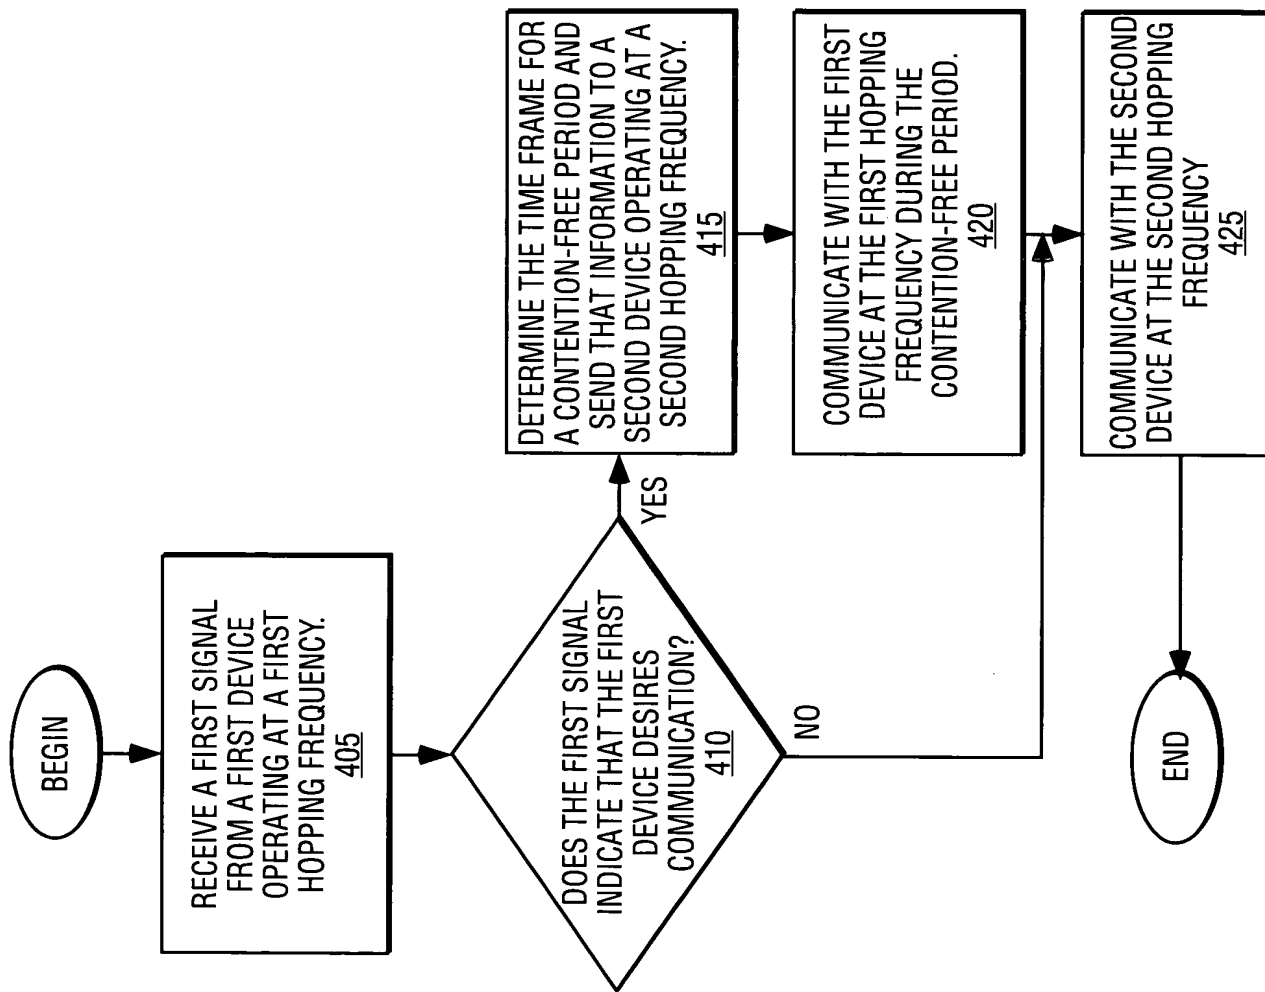 BEGIN
RECEIVE A FIRST SIGNAL
FROM A FIRST DEVICE
OPERATING AT A FIRST
HOPPING FREQUENCY.
405
DOES THE FIRST SIGNAL
INDICATE THAT THE FIRST
DEVICE DESIRES
COMMUNICATION?
410
YES
NO
DETERMINE THE TIME FRAME FOR
A CONTENTION-FREE PERIOD AND
SEND THAT INFORMATION TO A
SECOND DEVICE OPERATING AT A
SECOND HOPPING FREQUENCY.
415
COMMUNICATE WITH THE FIRST
DEVICE AT THE FIRST HOPPING
FREQUENCY DURING THE
CONTENTION-FREE PERIOD.
420
COMMUNICATE WITH THE SECOND
DEVICE AT THE SECOND HOPPING
FREQUENCY
425
END